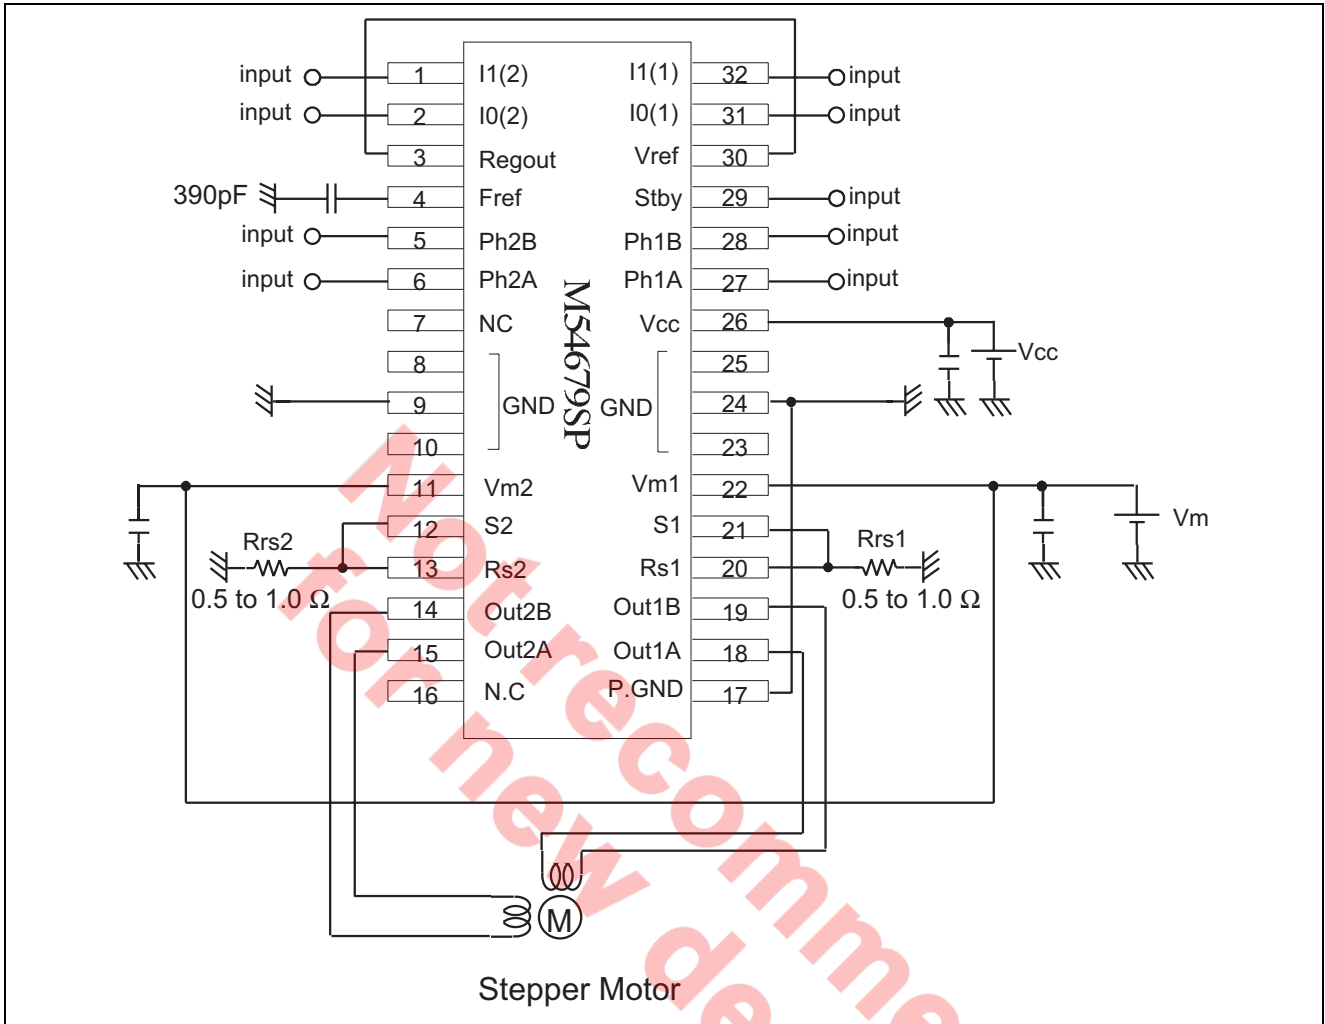 input 1 I1(2) I1(1) 32 input
input 2 I0(2) I0(1) 31 input
3 Regout Vref 30
390pF 4 Fref Stby 29 input
input 5 Ph2B Ph1B 28 input
input 6 Ph2A Ph1A 27 input
7 NC Vcc 26
M54679SP
8 25 Vcc
9 GND GND 24
10 23
11 Vm2 Vm1 22
Vm
12 S2 S1 21
Rrs2 Rrs1
13 Rs2 Rs1 20
0.5 to 1.0 Ω 0.5 to 1.0 Ω
14 Out2B Out1B 19
15 Out2A Out1A 18
16 N.C P.GND 17
M
Stepper Motor
Not recomme
for new de